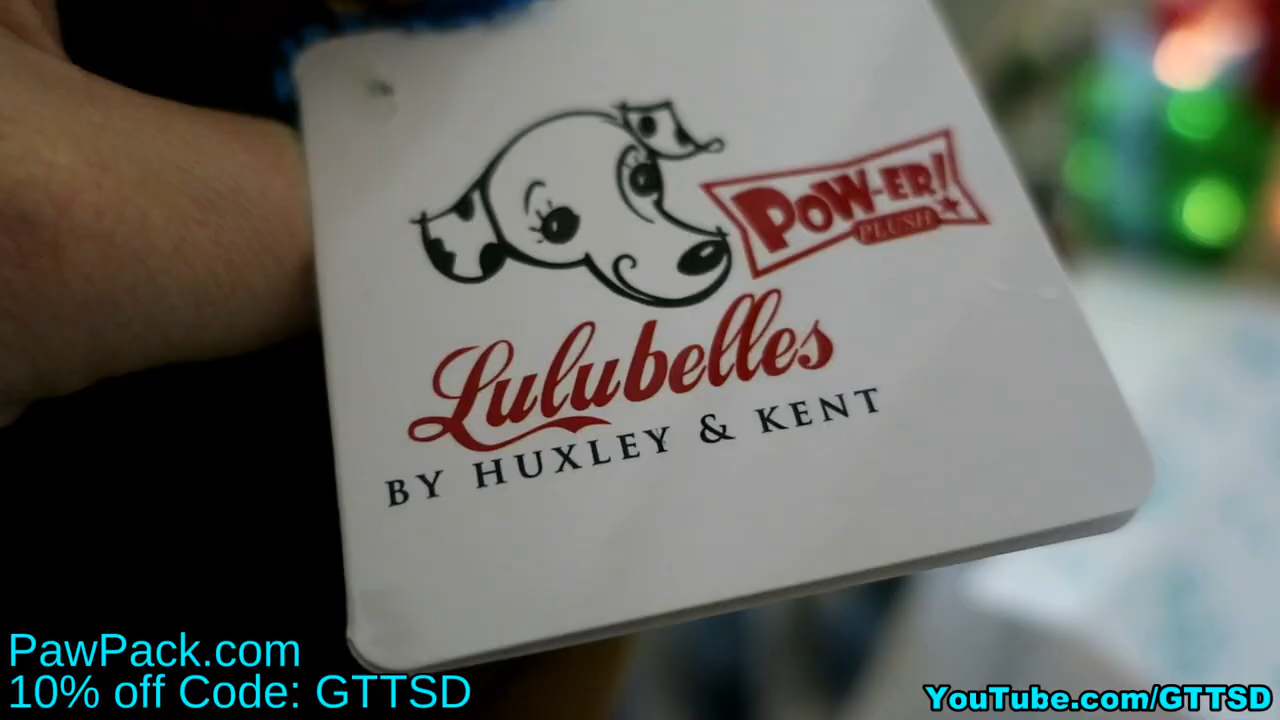 POW-ER!
PLUSH
Lulubelles
BY HUXLEY & KENT
PawPack.com
10% off Code: GTTSD
YouTube.com/GTTSD